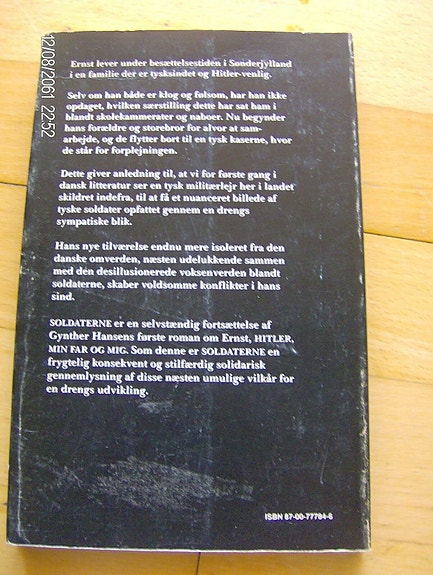 12/08/2061 22:52
Ernst lever under besættelsestiden i Sønderjylland
i en familie der er tysksindet og Hitler-venlig.
Selv om han både er klog og følsom, har han ikke
opdaget, hvilken særstilling dette har sat ham i
blandt skolekammerater og naboer. Nu begynder
hans forældre og storebror for alvor at sam-
arbejde, og de flytter bort til en tysk kaserne, hvor
de står for forplejningen.
Dette giver anledning til, at vi for første gang i
dansk litteratur ser en tysk militærlejr her i landet
skildret indefra, til at få et nuanceret billede af
tyske soldater opfattet gennem en drengs
sympatiske blik.
Hans nye tilværelse endnu mere isoleret fra den
danske omverden, næsten udelukkende sammen
med den desillusionerede voksenverden blandt
soldaterne, skaber voldsomme konflikter i hans
sind.
SOLDATERNE er en selvstændig fortsættelse af
Gynther Hansens første roman om Ernst, HITLER,
MIN FAR OG MIG. Som denne er SOLDATERNE en
frygtelig konsekvent og stilfærdig solidarisk
gennemlysning af disse næsten umulige vilkår for
en drengs udvikling.
ISBN 87-00-77784-6